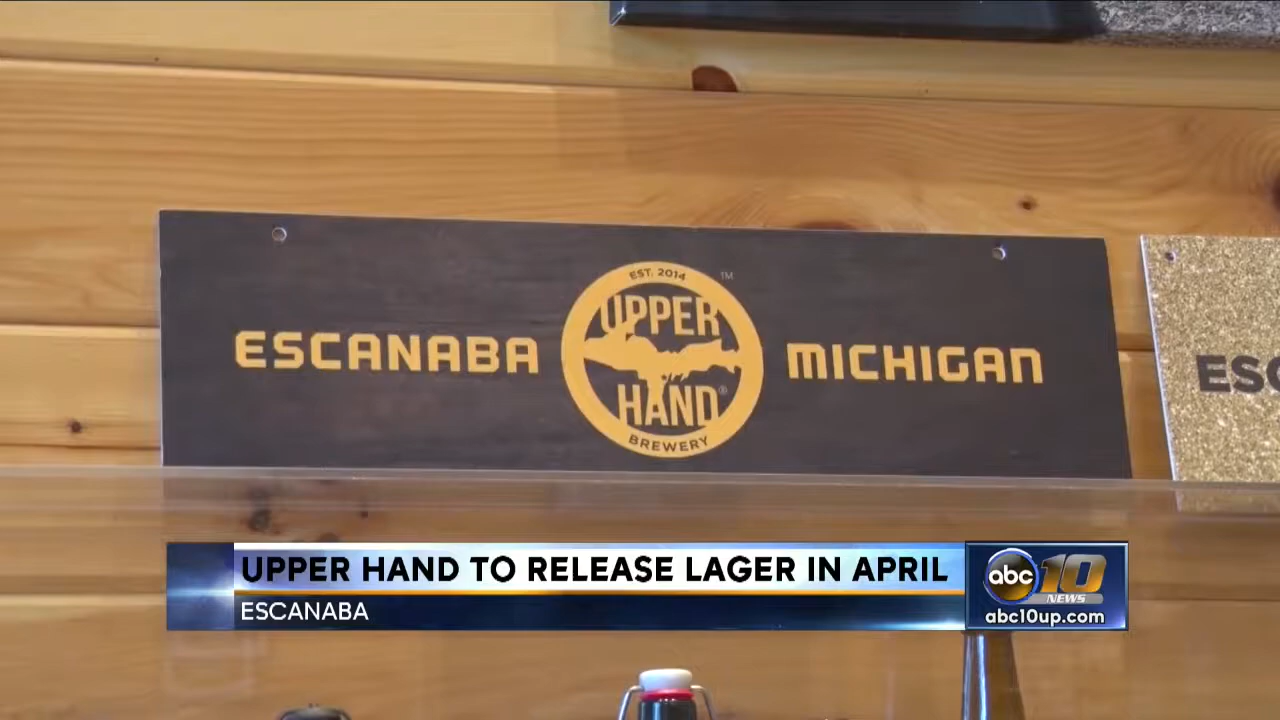 EST. 2014
TM
UPPER
ESCANABA
MICHIGAN
HAND®
BREWERY
ESC
UPPER HAND TO RELEASE LAGER IN APRIL
ESCANABA
abc 10
NEWS
abc10up.com